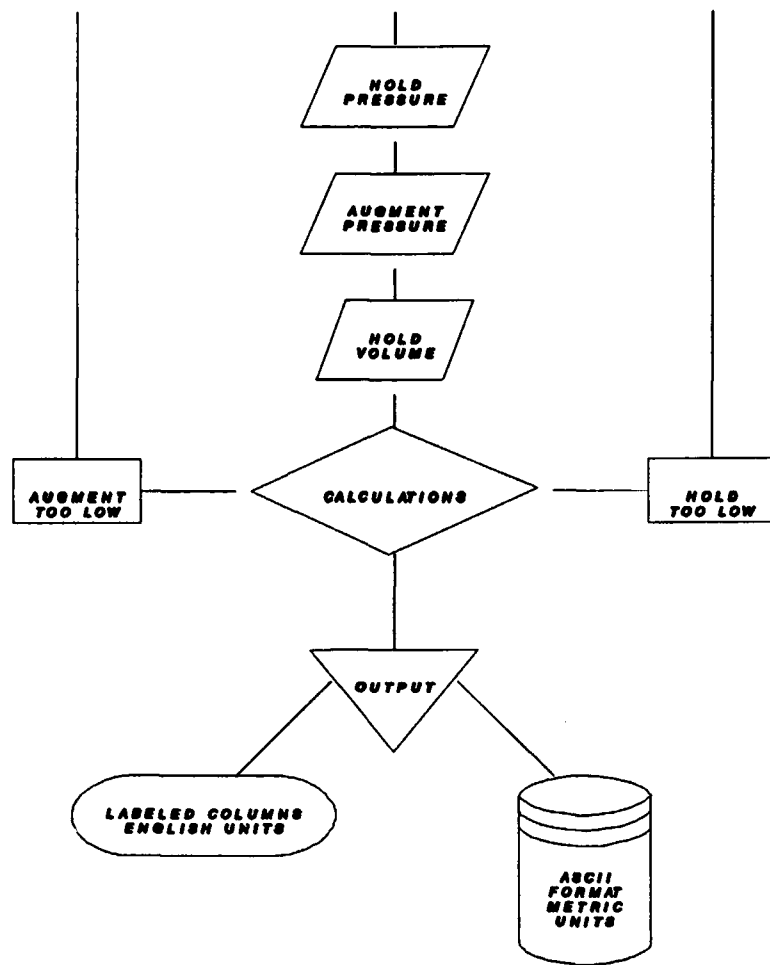 HOLD
PRESSURE
AUGMENT
PRESSURE
HOLD
VOLUME
AUGMENT
TOO LOW
CALCULATIONS
HOLD
TOO LOW
OUTPUT
LABELED COLUMNS
ENGLISH UNITS
ASCII
FORMAT
METRIC
UNITS